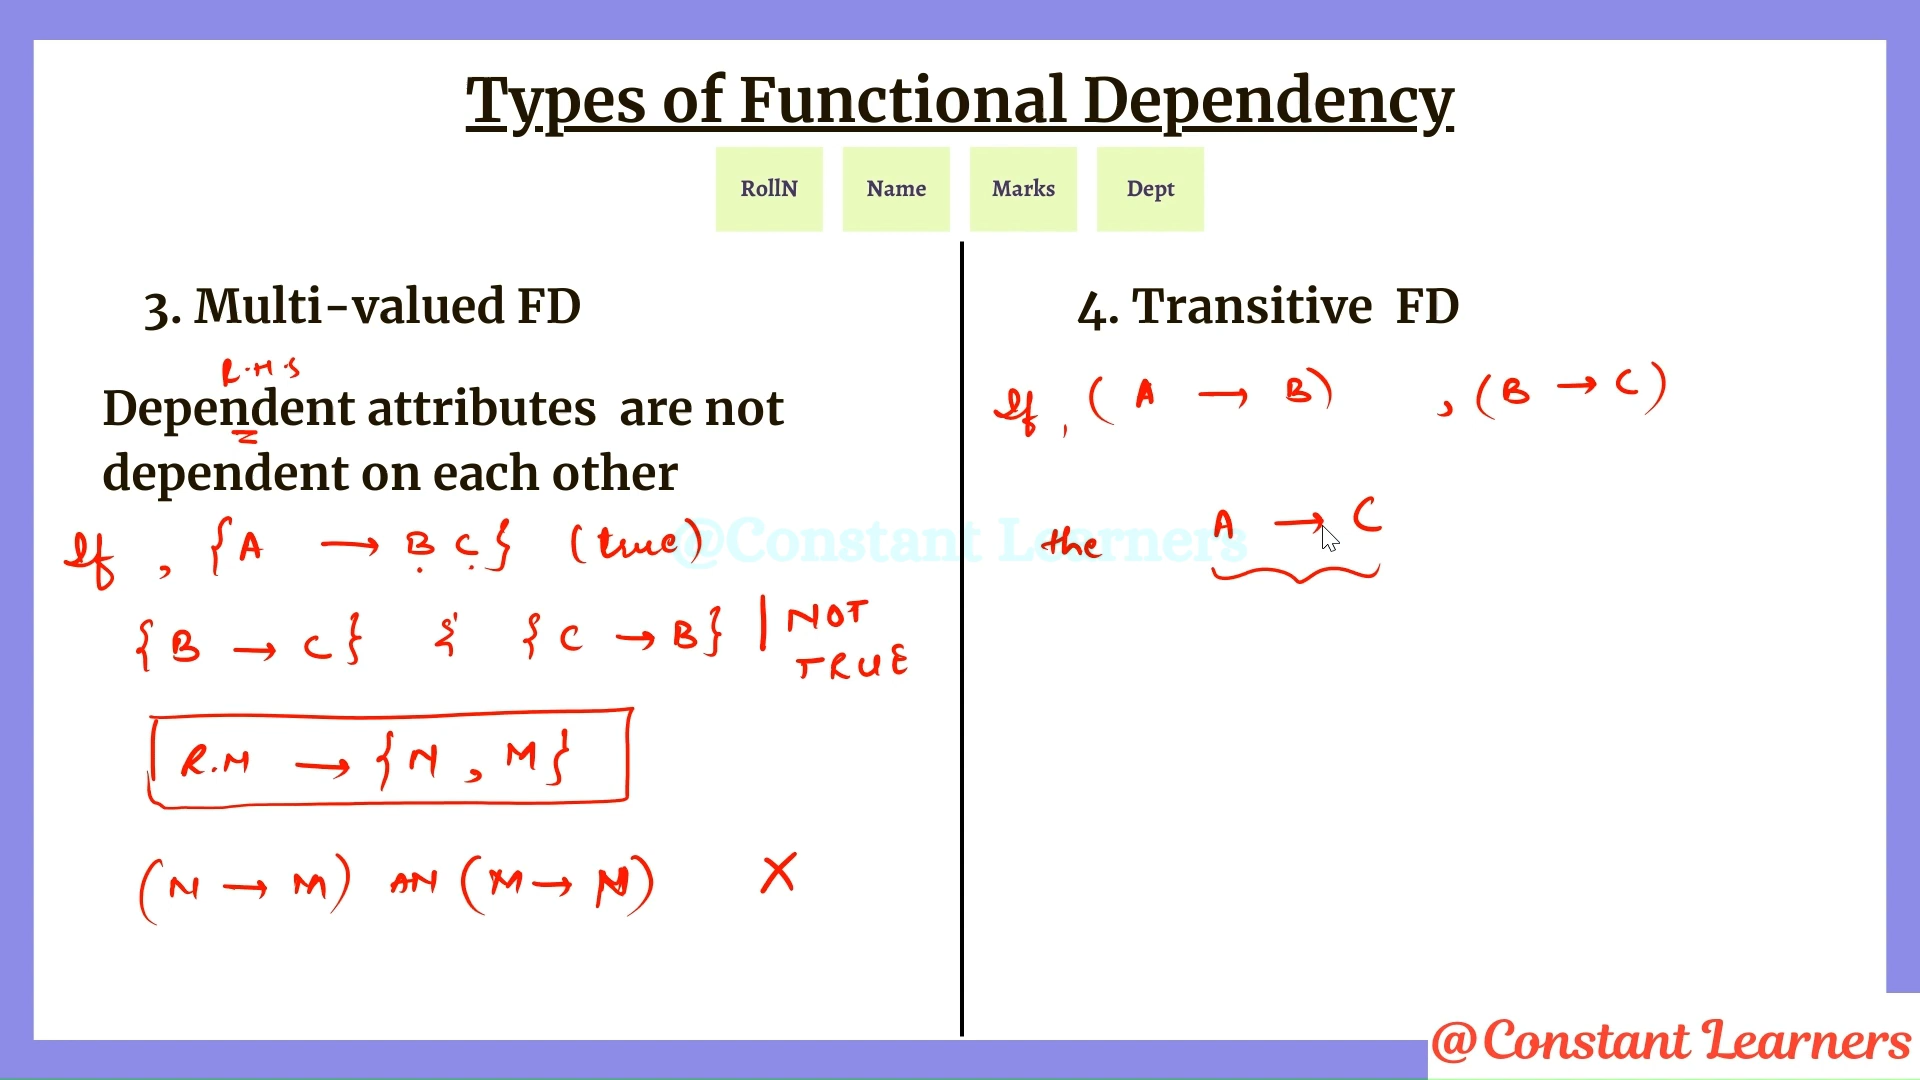 Types of Functional Dependency
RollN Name Marks Dept
3. Multi-valued FD
R.H.S
Dependent attributes are not
dependent on each other
If , {A → B C} (true)
{B → C} & {C → B} | NOT
TRUE
R.N → {N , M}
(N → M) AN (M → N) X
4. Transitive FD
If , (A → B) , (B → C)
the A → C
@Constant Learners
@Constant Learners